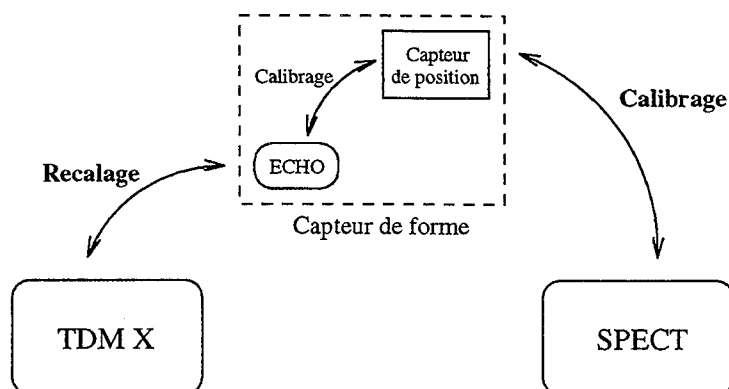 Capteur
de position
Calibrage
Calibrage
ECHO
Recalage
Capteur de forme
TDM X
SPECT